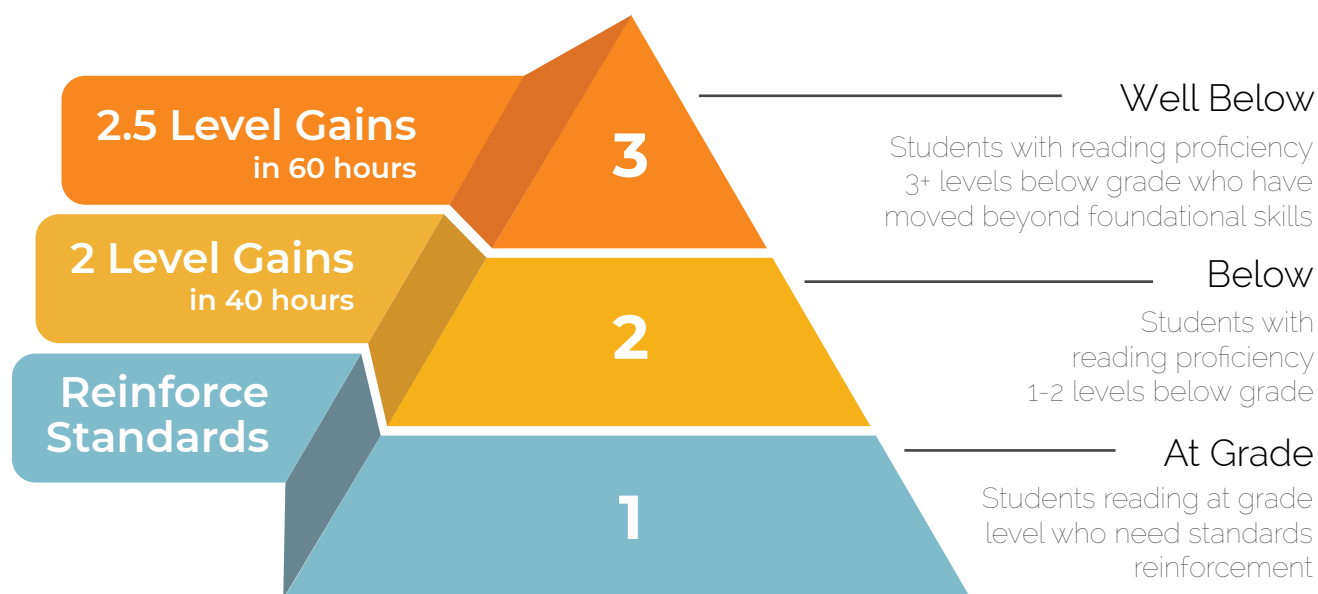 2.5 Level Gains
in 60 hours
3
Well Below
Students with reading proficiency
3+ levels below grade who have
moved beyond foundational skills
2 Level Gains
in 40 hours
2
Below
Students with
reading proficiency
1-2 levels below grade
Reinforce
Standards
1
At Grade
Students reading at grade
level who need standards
reinforcement